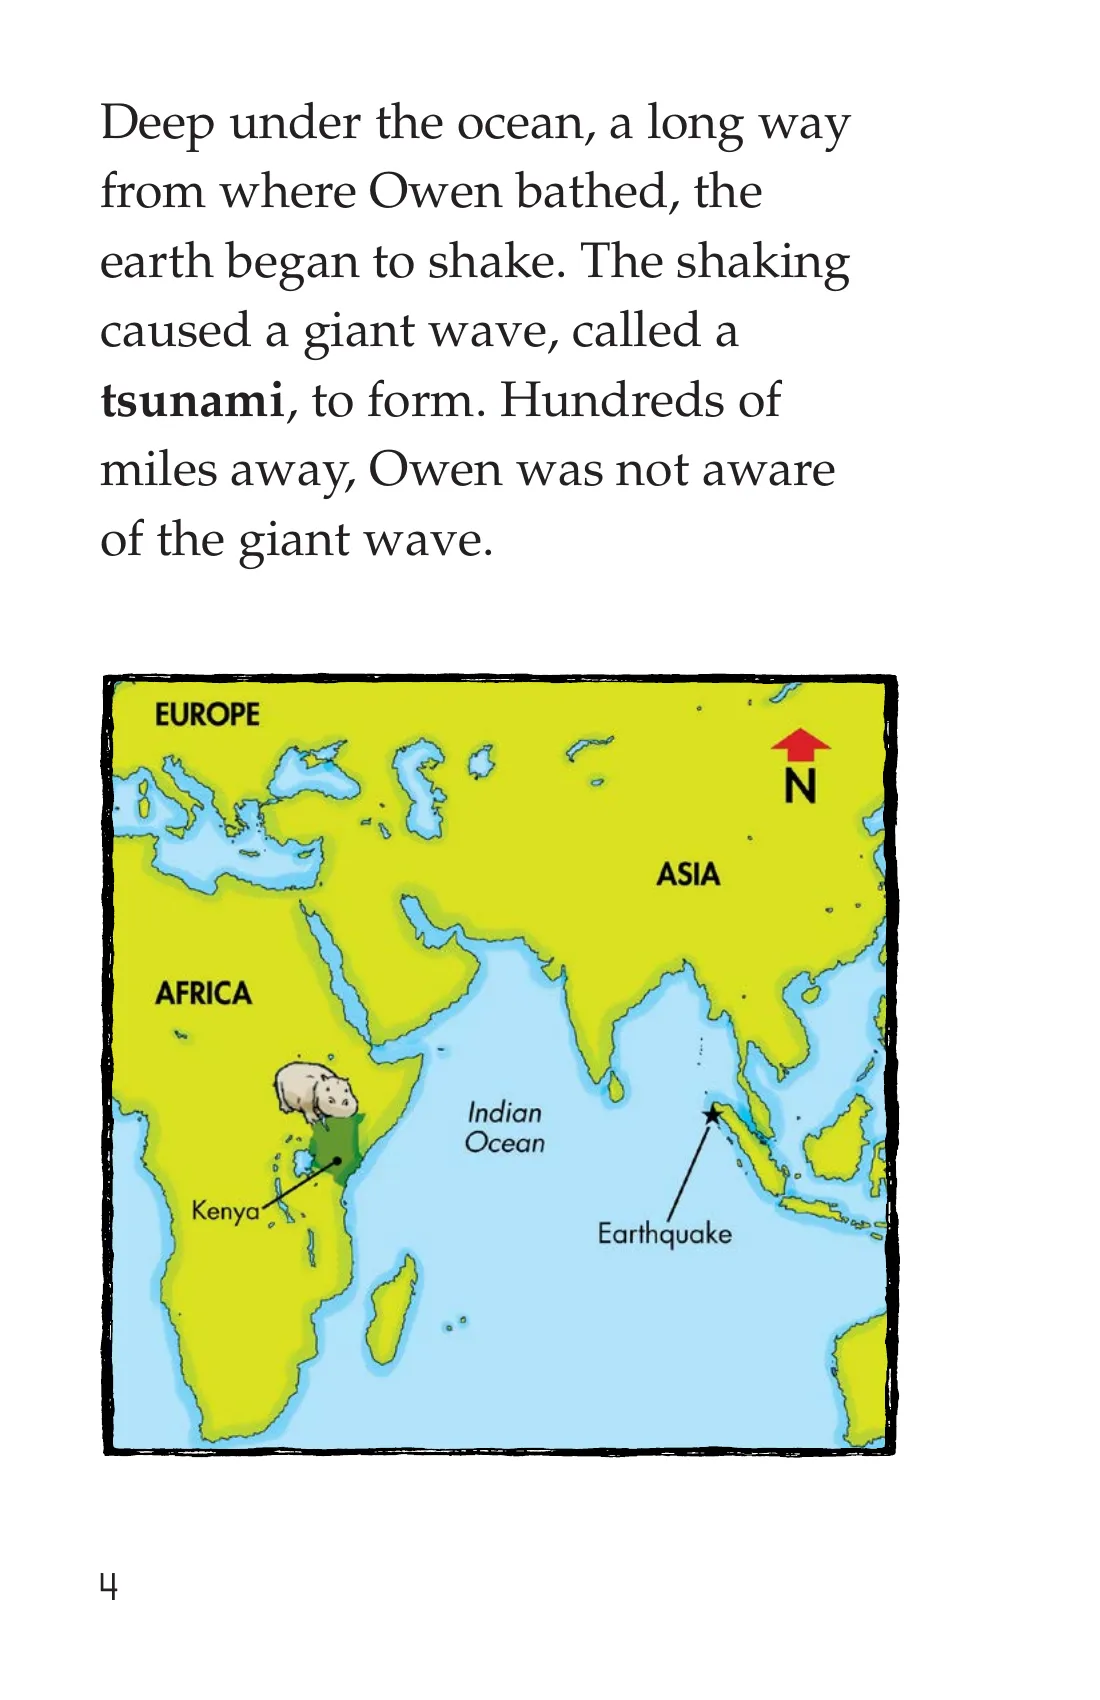 Deep under the ocean, a long way
from where Owen bathed, the
earth began to shake. The shaking
caused a giant wave, called a
tsunami, to form. Hundreds of
miles away, Owen was not aware
of the giant wave.
EUROPE
N
ASIA
AFRICA
Indian
Ocean
Kenya
Earthquake
4